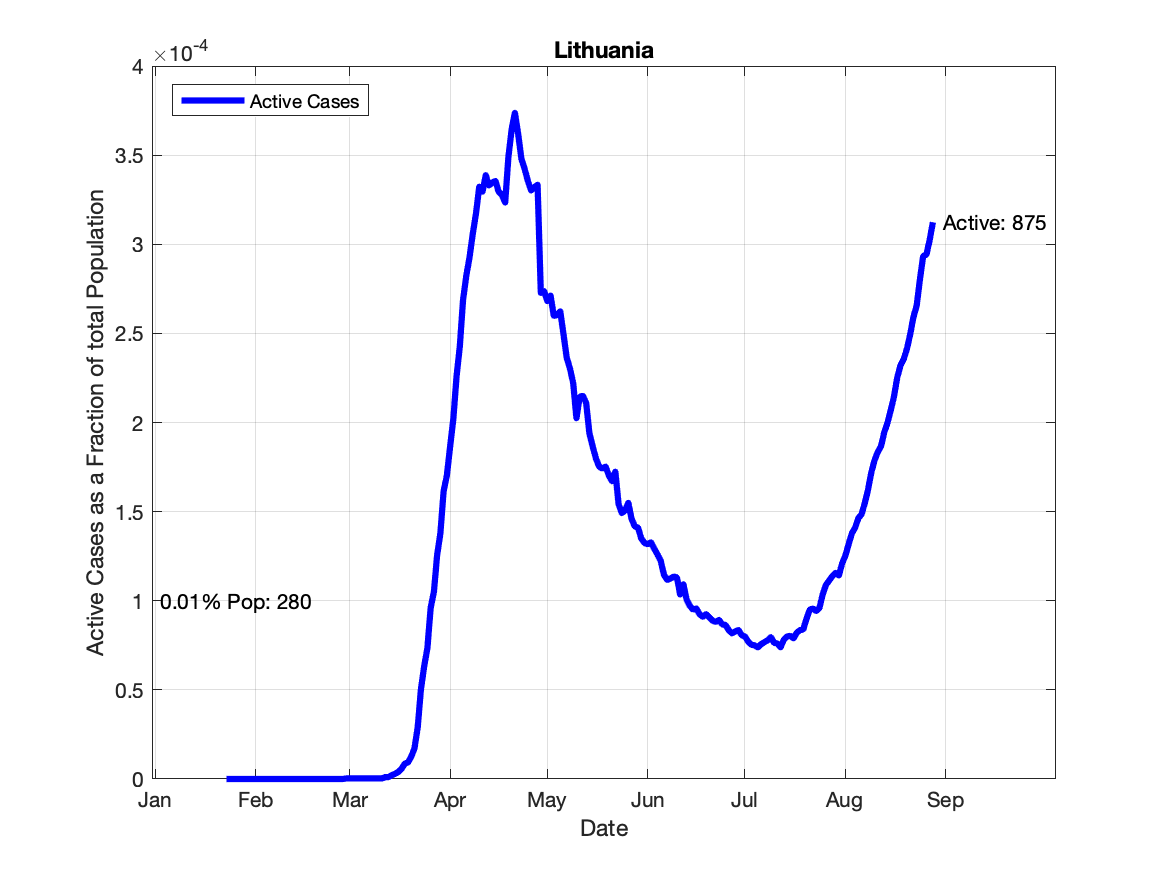 Lithuania
×10-4
4
3.5
3
2.5
2
1.5
1
0.5
0
Active Cases
Active: 875
0.01% Pop: 280
Active Cases as a Fraction of total Population
Jan Feb Mar Apr May Jun Jul Aug Sep
Date